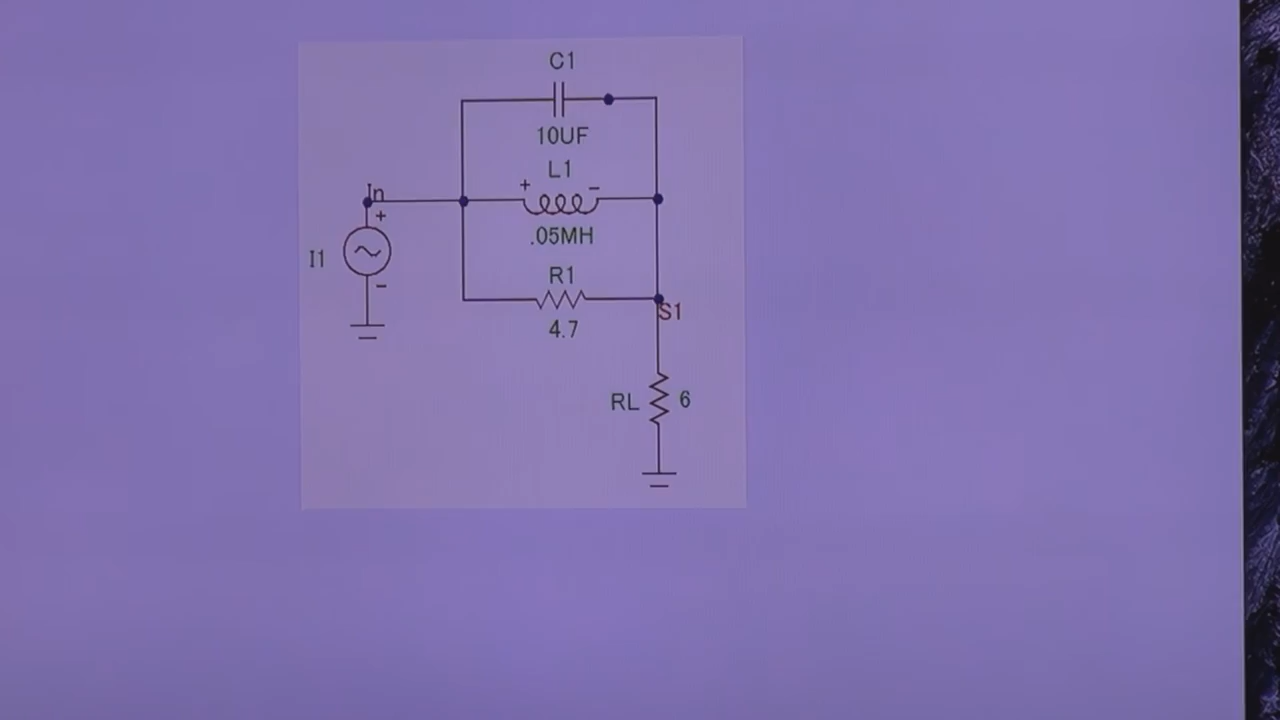 C1
10UF
L1
+ -
In
+
.05MH
I1
R1
-
S1
4.7
RL 6